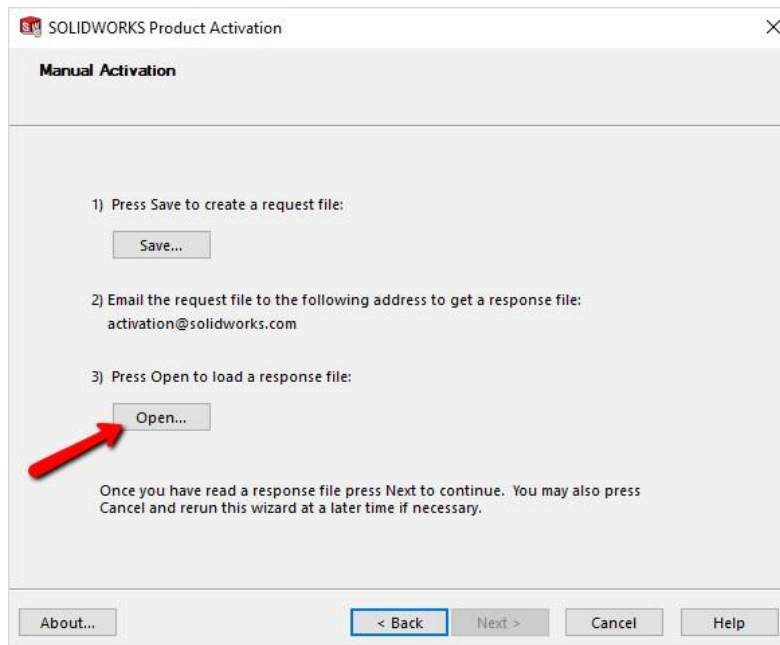 SOLIDWORKS Product Activation
Manual Activation
1) Press Save to create a request file:
Save...
2) Email the request file to the following address to get a response file:
activation@solidworks.com
3) Press Open to load a response file:
Open...
Once you have read a response file press Next to continue. You may also press
Cancel and rerun this wizard at a later time if necessary.
About... < Back Next > Cancel Help